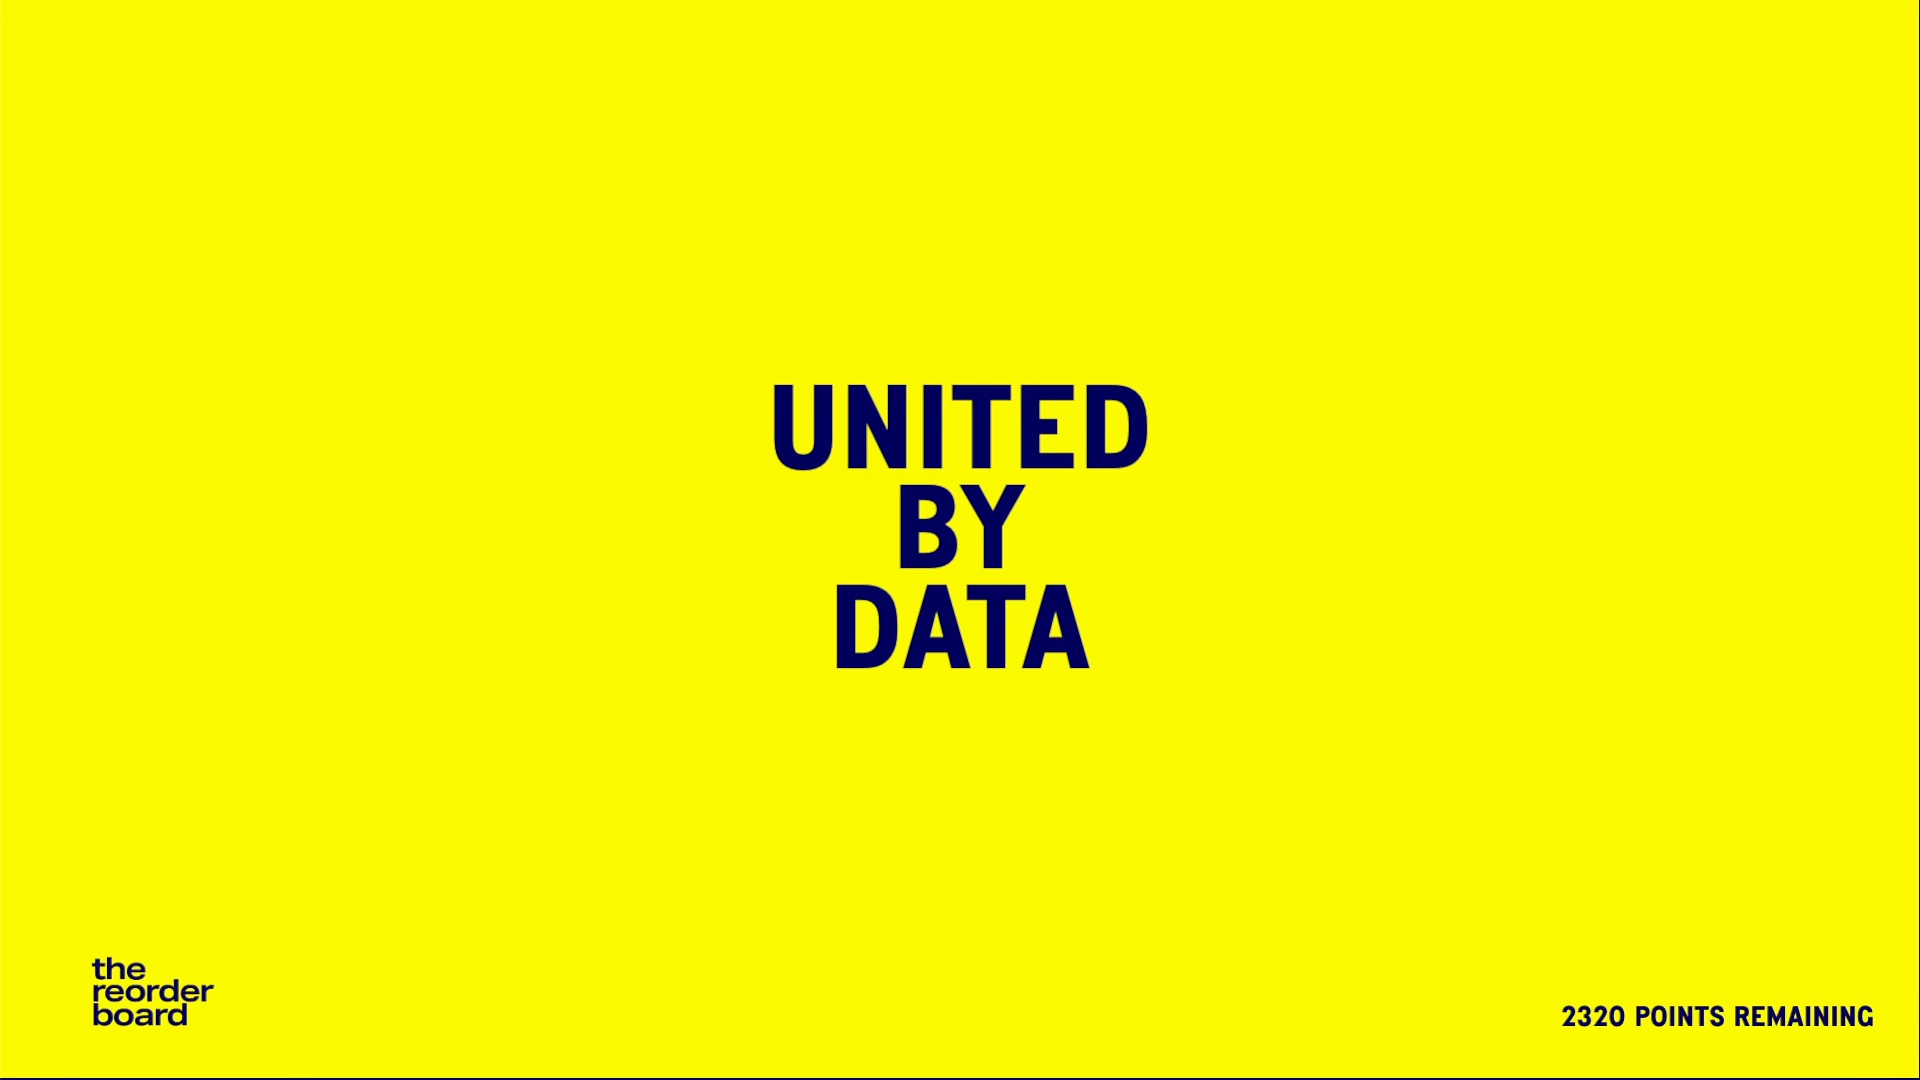 UNITED
BY
DATA
the
reorder
board
2320 POINTS REMAINING